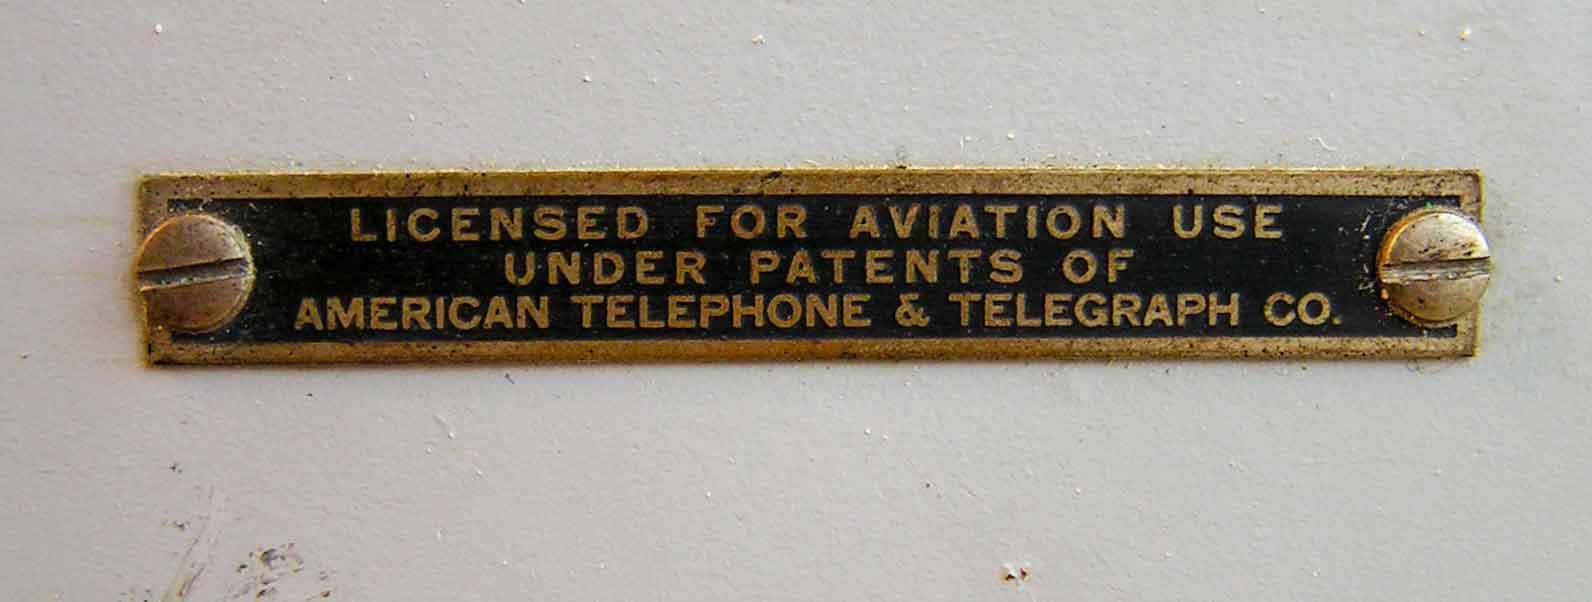 LICENSED FOR AVIATION USE
UNDER PATENTS OF
AMERICAN TELEPHONE & TELEGRAPH CO.